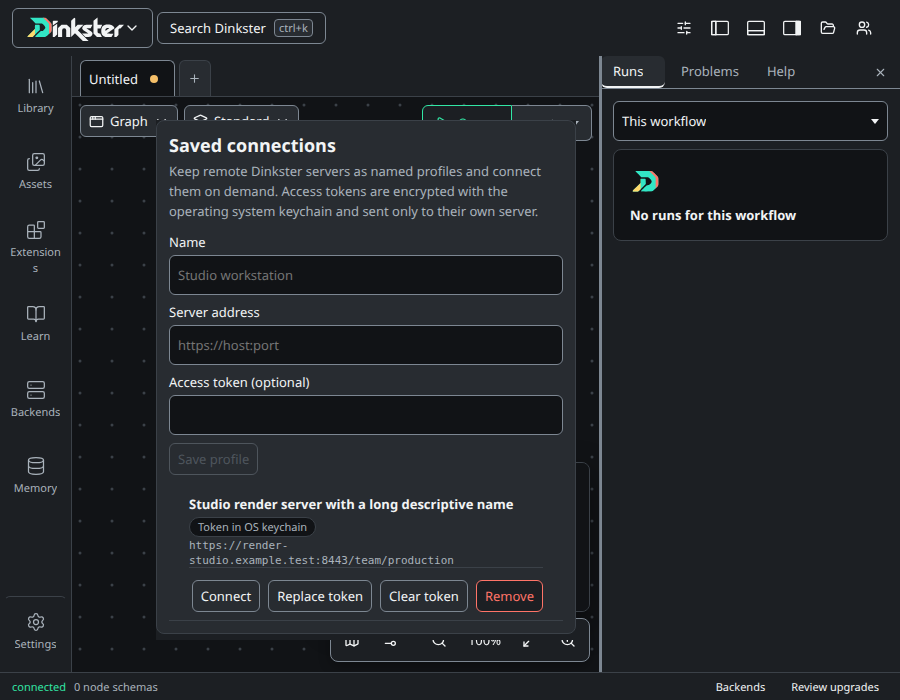 Dinkster
Search Dinkster ctrl+k
Library
Assets
Extension
s
Learn
Backends
Memory
Settings
Untitled
+
Graph
Standard
Saved connections
Keep remote Dinkster servers as named profiles and connect
them on demand. Access tokens are encrypted with the
operating system keychain and sent only to their own server.
Name
Studio workstation
Server address
https://host:port
Access token (optional)
Save profile
Studio render server with a long descriptive name
Token in OS keychain
https://render-
studio.example.test:8443/team/production
Connect Replace token Clear token Remove
100%
Runs Problems Help
This workflow
No runs for this workflow
connected 0 node schemas
Backends Review upgrades